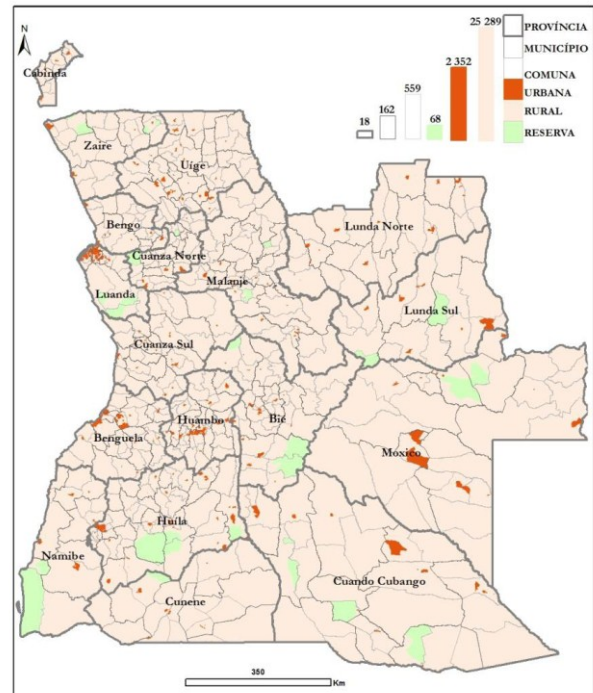 N
25 289
2 352
559
162
68
18
PROVÍNCIA
MUNICÍPIO
COMUNA
URBANA
RURAL
RESERVA
Cabinda
Zaire
Uíge
Bengo
Cuanza Norte
Lunda Norte
Malanje
Luanda
Lunda Sul
Cuanza Sul
Huambo
Bié
Benguela
Móxico
Huíla
Namibe
Cuando Cubango
Cunene
350
Km